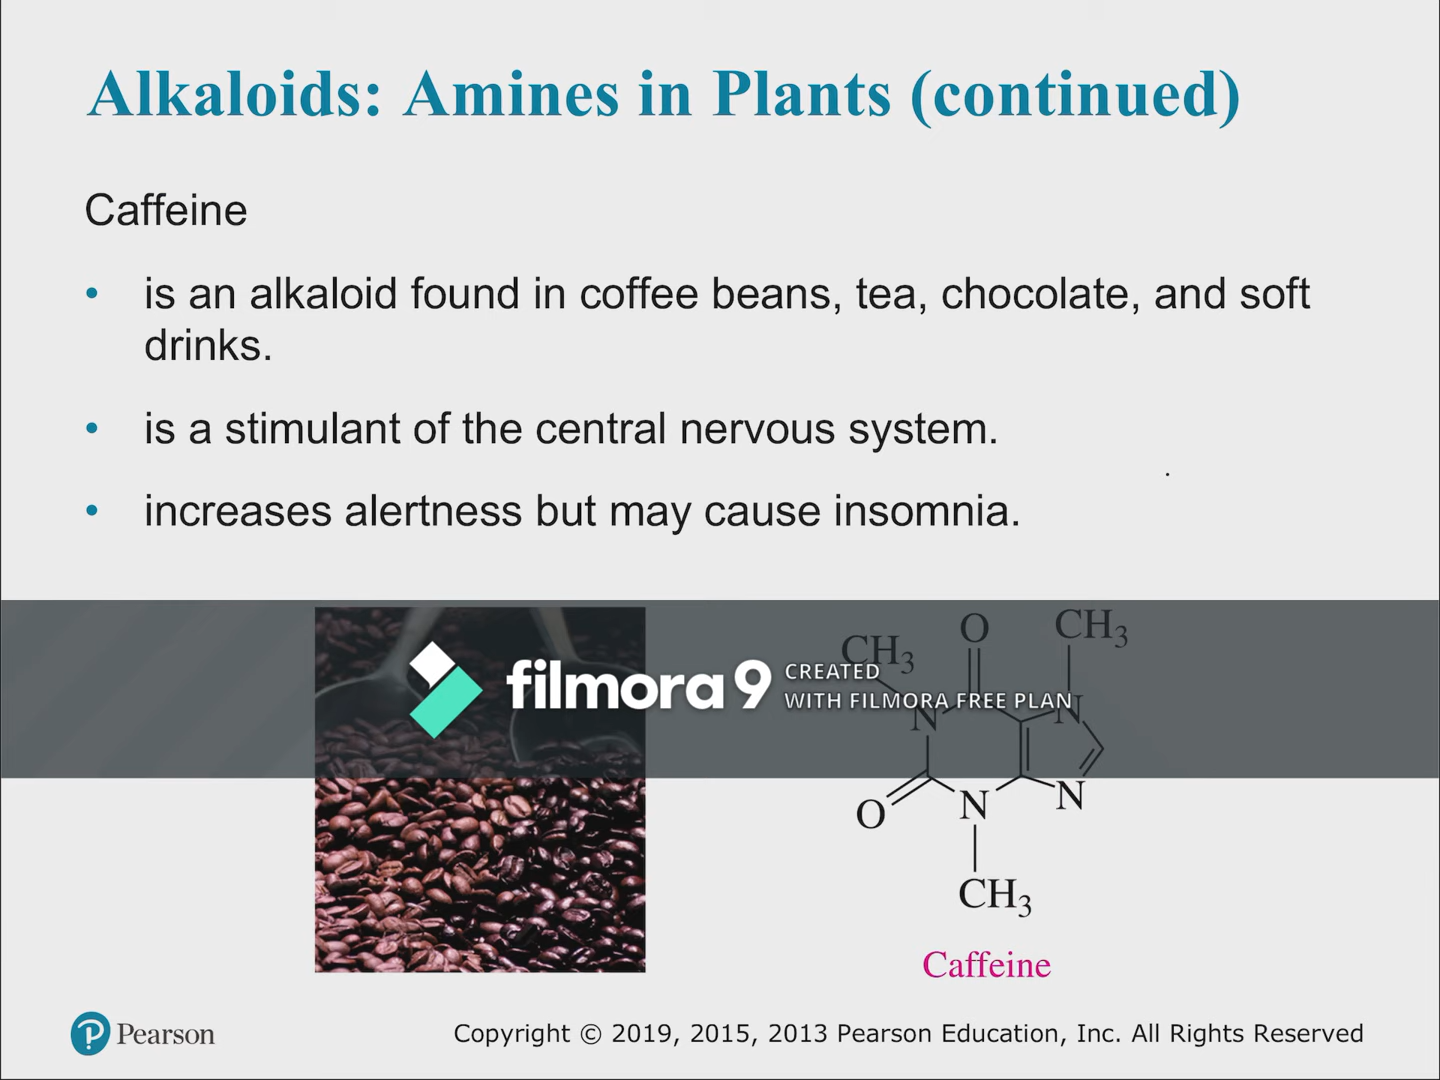 Alkaloids: Amines in Plants (continued)
Caffeine
• is an alkaloid found in coffee beans, tea, chocolate, and soft
drinks.
• is a stimulant of the central nervous system.
• increases alertness but may cause insomnia.
filmora9 CREATED
WITH FILMORA FREE PLAN
CH3 O CH3
N N
O N N
CH3
Caffeine
Pearson
Copyright © 2019, 2015, 2013 Pearson Education, Inc. All Rights Reserved